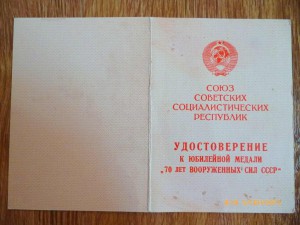 СОЮЗ
СОВЕТСКИХ
СОЦИАЛИСТИЧЕСКИХ
РЕСПУБЛИК
УДОСТОВЕРЕНИЕ
К ЮБИЛЕЙНОЙ МЕДАЛИ
„70 ЛЕТ ВООРУЖЕННЫХ СИЛ СССР"